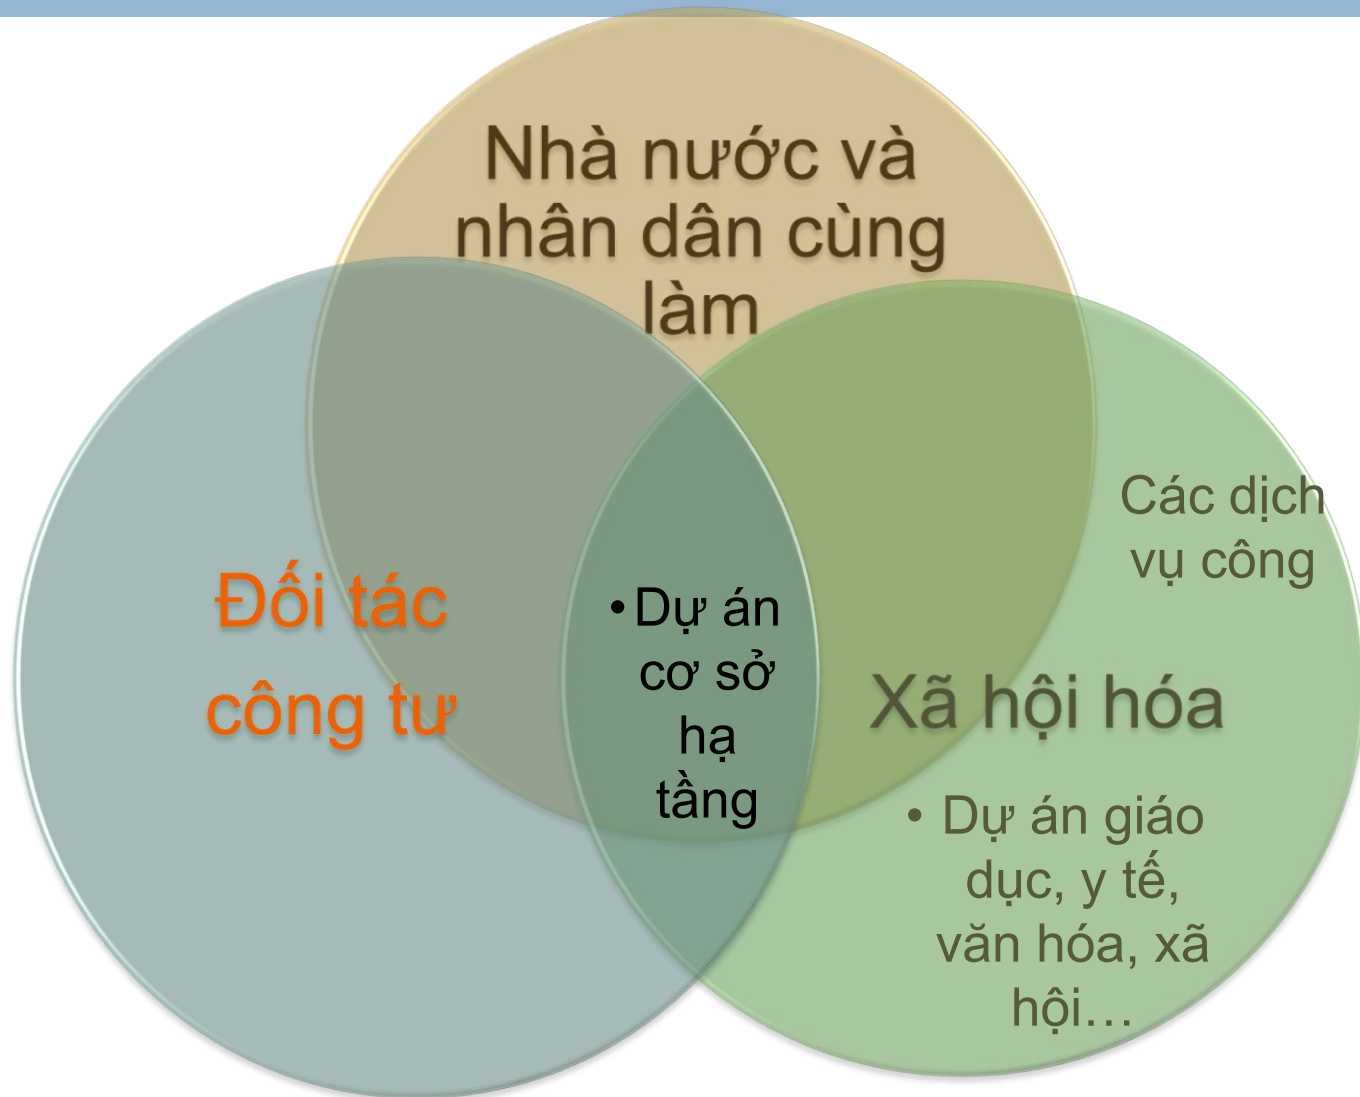 Nhà nước và
nhân dân cùng
làm
Đối tác
công tư
• Dự án
cơ sở
hạ
tầng
Các dịch
vụ công
Xã hội hóa
• Dự án giáo
dục, y tế,
văn hóa, xã
hội…